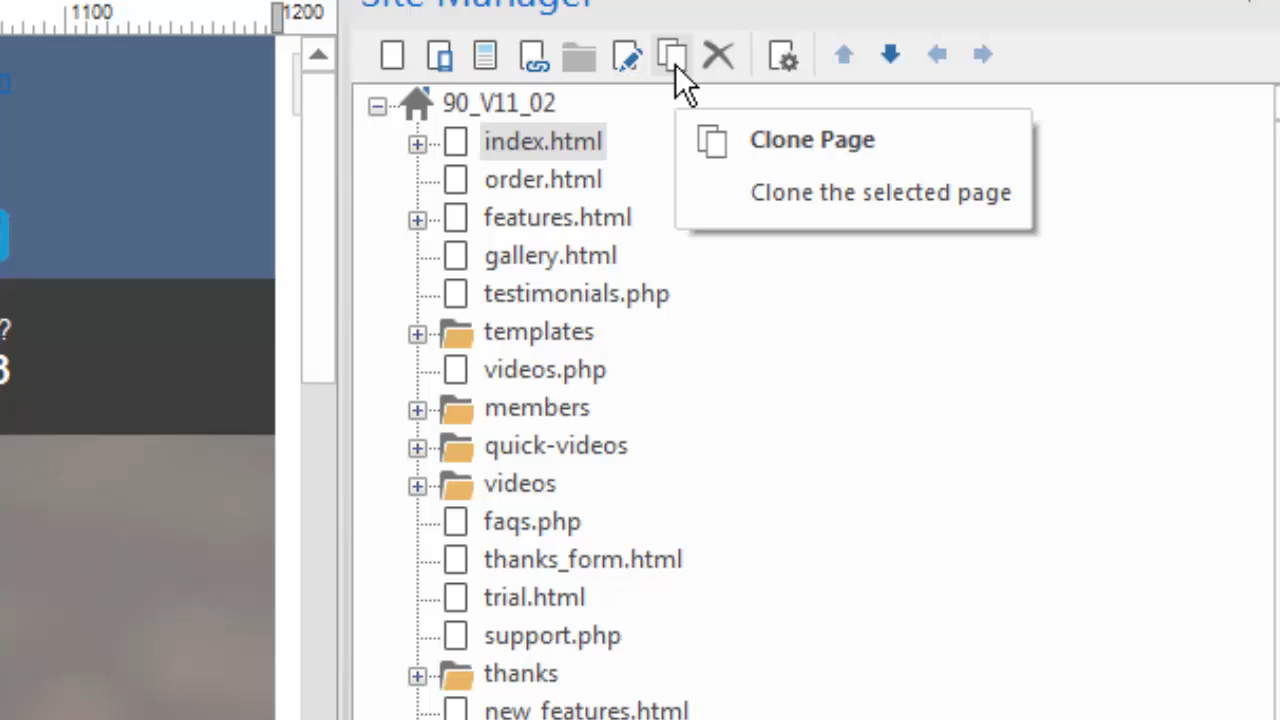 1100
1200
Site Manager
90_V11_02
index.html
Clone Page
Clone the selected page
order.html
features.html
gallery.html
testimonials.php
templates
videos.php
members
quick-videos
videos
faqs.php
thanks_form.html
trial.html
support.php
thanks
new_features.html
?
3